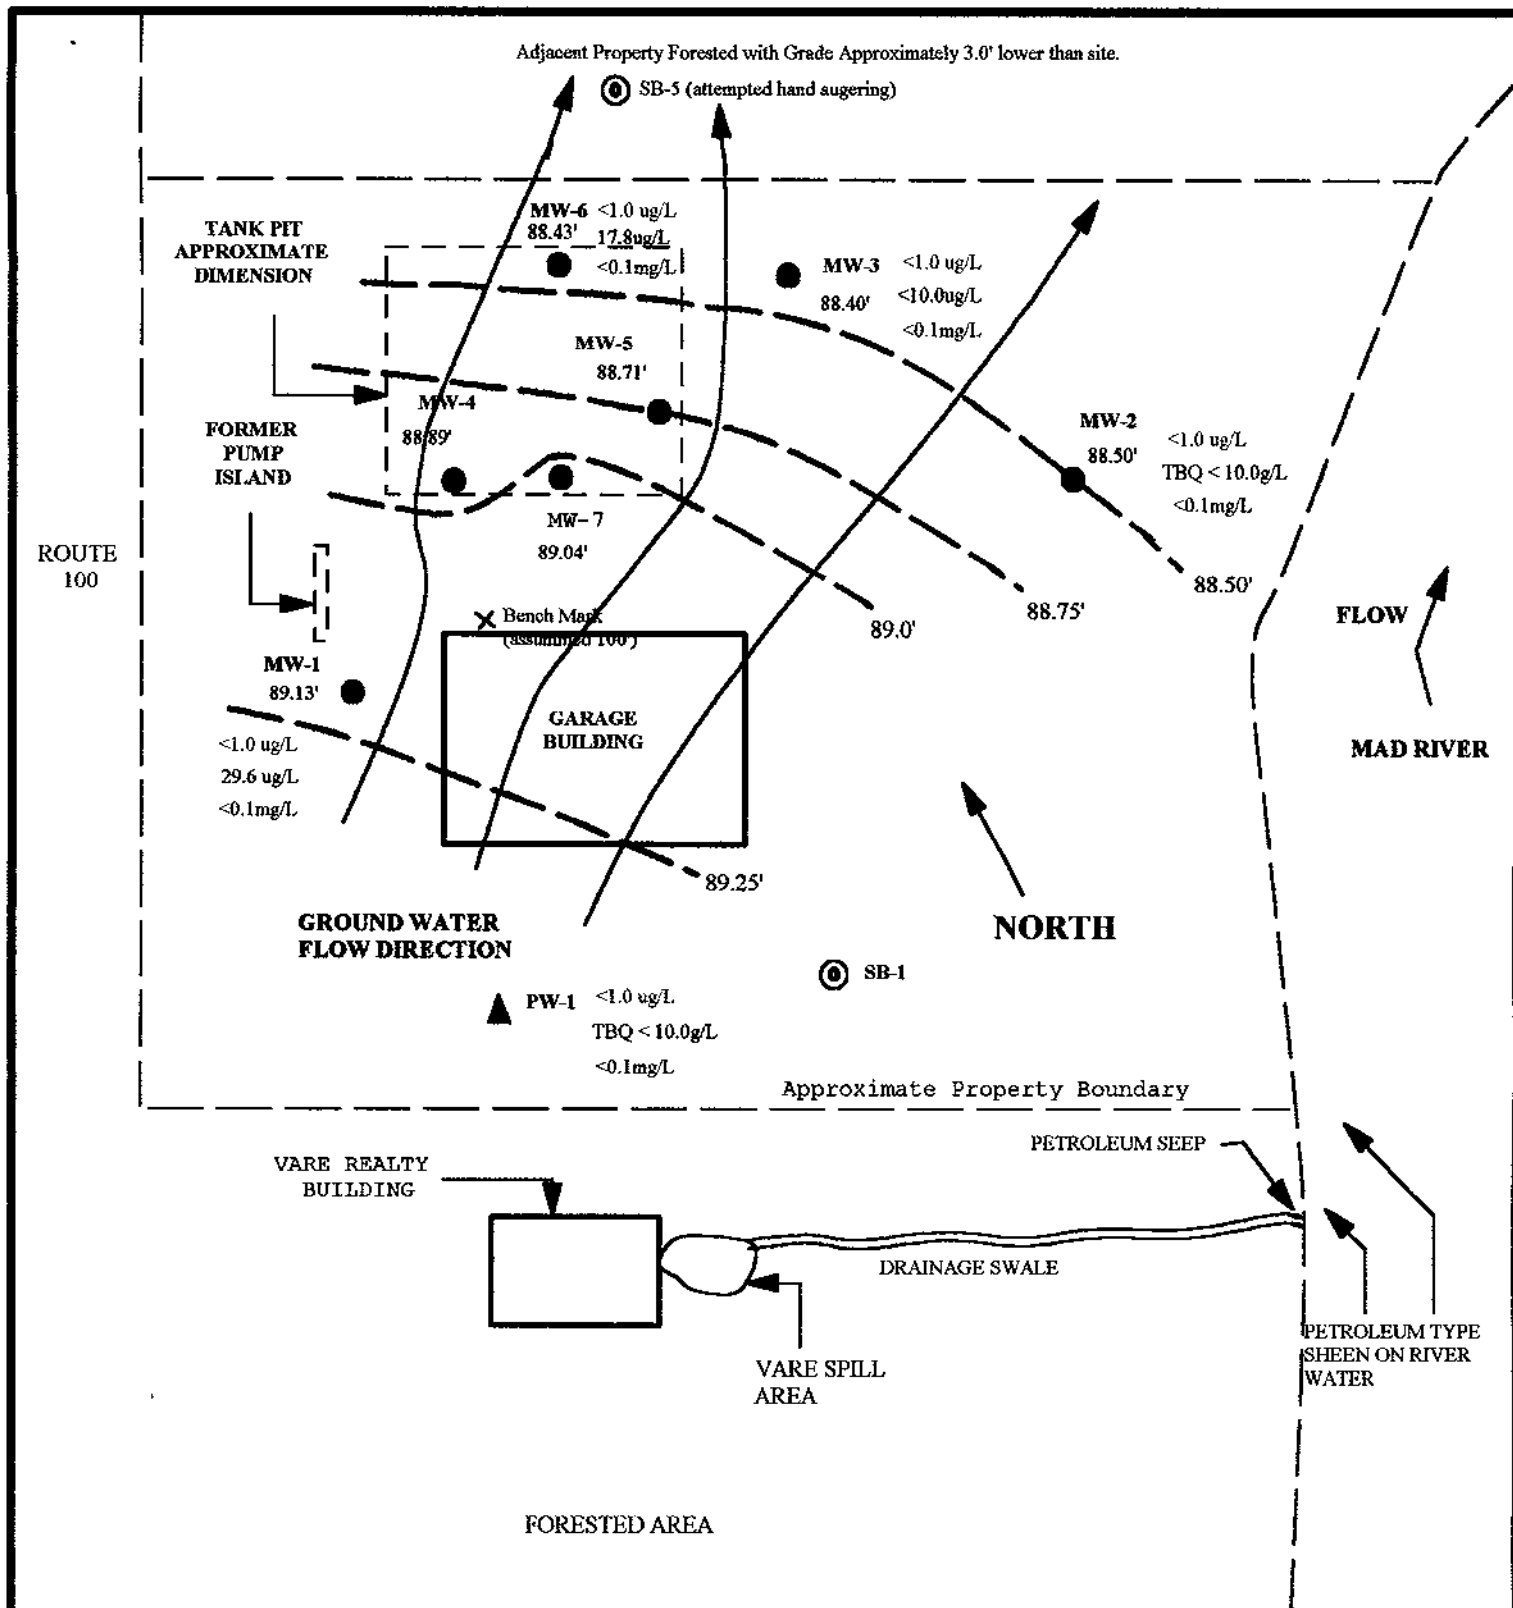 Adjacent Property Forested with Grade Approximately 3.0' lower than site.
SB-5 (attempted hand augering)
MW-6 <1.0 ug/L
88.43' 17.8ug/L
<0.1mg/L
TANK PIT
APPROXIMATE
DIMENSION
MW-3 <1.0 ug/L
88.40' <10.0ug/L
<0.1mg/L
MW-5
88.71'
MW-4
88.89'
FORMER
PUMP
ISLAND
MW-2 <1.0 ug/L
88.50' TBQ < 10.0g/L
<0.1mg/L
MW-7
89.04'
ROUTE
100
88.50'
88.75'
89.0'
FLOW
MAD RIVER
Bench Mark
(assummed 100')
MW-1
89.13'
<1.0 ug/L
29.6 ug/L
<0.1mg/L
GARAGE
BUILDING
89.25'
GROUND WATER
FLOW DIRECTION
NORTH
SB-1
PW-1 <1.0 ug/L
TBQ < 10.0g/L
<0.1mg/L
Approximate Property Boundary
PETROLEUM SEEP
VARE REALTY
BUILDING
DRAINAGE SWALE
VARE SPILL
AREA
PETROLEUM TYPE
SHEEN ON RIVER
WATER
FORESTED AREA